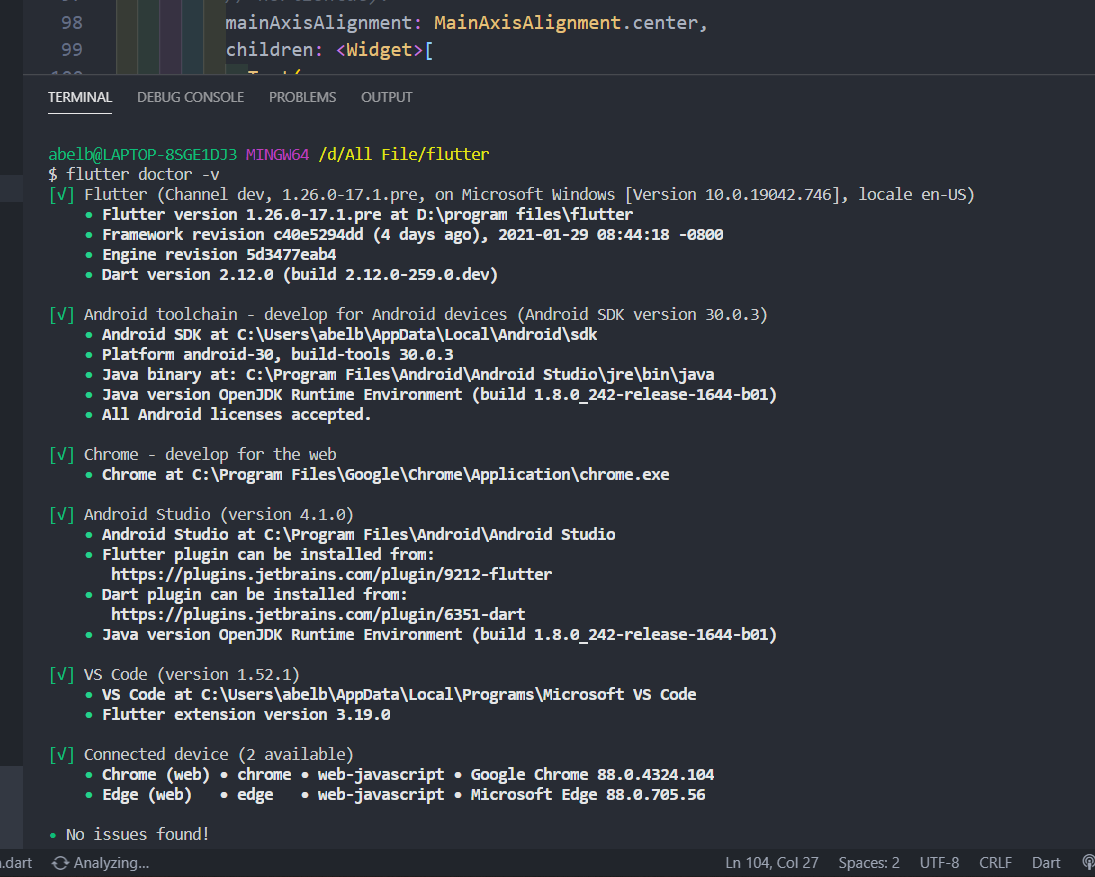 98 mainAxisAlignment: MainAxisAlignment.center,
99 children: <Widget>[
TERMINAL DEBUG CONSOLE PROBLEMS OUTPUT
abelb@LAPTOP-8SGE1DJ3 MINGW64 /d/All File/flutter
$ flutter doctor -v
[√] Flutter (Channel dev, 1.26.0-17.1.pre, on Microsoft Windows [Version 10.0.19042.746], locale en-US)
• Flutter version 1.26.0-17.1.pre at D:\program files\flutter
• Framework revision c40e5294dd (4 days ago), 2021-01-29 08:44:18 -0800
• Engine revision 5d3477eab4
• Dart version 2.12.0 (build 2.12.0-259.0.dev)
[√] Android toolchain - develop for Android devices (Android SDK version 30.0.3)
• Android SDK at C:\Users\abelb\AppData\Local\Android\sdk
• Platform android-30, build-tools 30.0.3
• Java binary at: C:\Program Files\Android\Android Studio\jre\bin\java
• Java version OpenJDK Runtime Environment (build 1.8.0_242-release-1644-b01)
• All Android licenses accepted.
[√] Chrome - develop for the web
• Chrome at C:\Program Files\Google\Chrome\Application\chrome.exe
[√] Android Studio (version 4.1.0)
• Android Studio at C:\Program Files\Android\Android Studio
• Flutter plugin can be installed from:
https://plugins.jetbrains.com/plugin/9212-flutter
• Dart plugin can be installed from:
https://plugins.jetbrains.com/plugin/6351-dart
• Java version OpenJDK Runtime Environment (build 1.8.0_242-release-1644-b01)
[√] VS Code (version 1.52.1)
• VS Code at C:\Users\abelb\AppData\Local\Programs\Microsoft VS Code
• Flutter extension version 3.19.0
[√] Connected device (2 available)
• Chrome (web) • chrome • web-javascript • Google Chrome 88.0.4324.104
• Edge (web) • edge • web-javascript • Microsoft Edge 88.0.705.56
• No issues found!
.dart Analyzing... Ln 104, Col 27 Spaces: 2 UTF-8 CRLF Dart